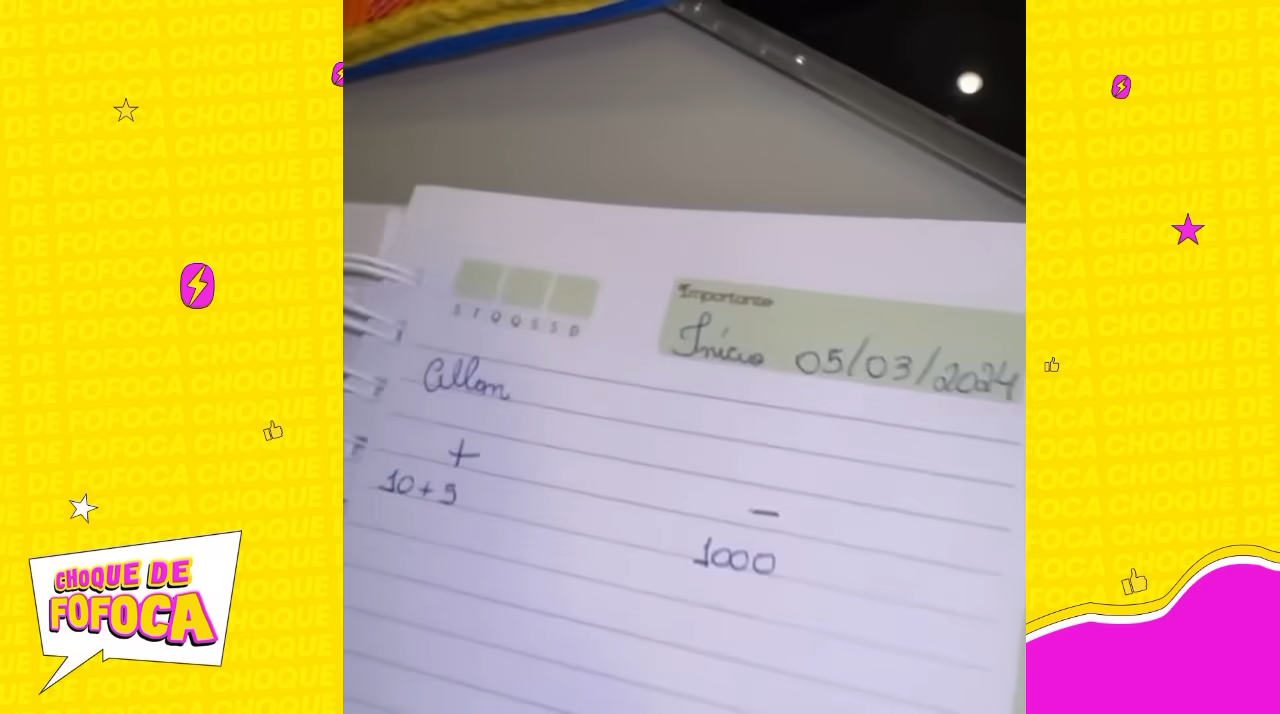 CHOQUE DE
FOFOCA
S T Q Q S S D
Importante
Início 05/03/2024
Allan
+
-
10+5
1000